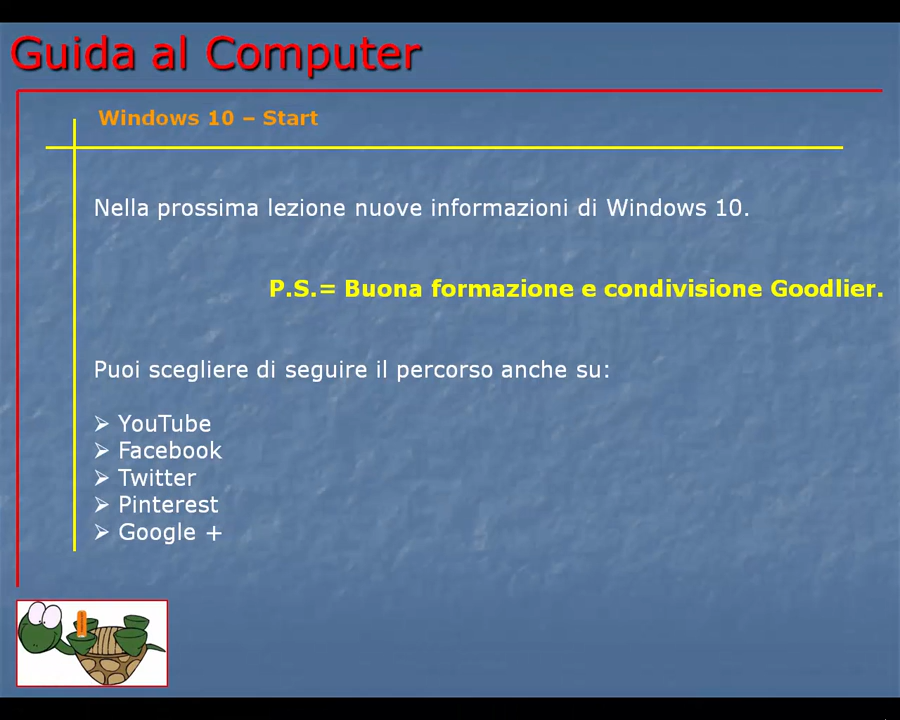 Guida al Computer
Windows 10 – Start
Nella prossima lezione nuove informazioni di Windows 10.
P.S.= Buona formazione e condivisione Goodlier.
Puoi scegliere di seguire il percorso anche su:
➢ YouTube
➢ Facebook
➢ Twitter
➢ Pinterest
➢ Google +